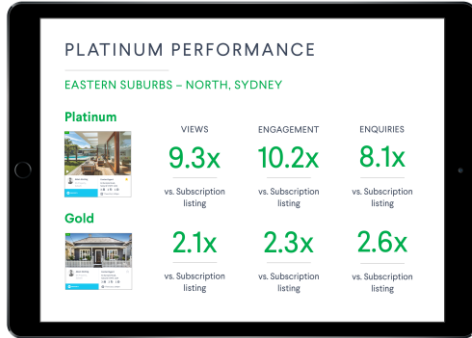 PLATINUM PERFORMANCE
EASTERN SUBURBS – NORTH, SYDNEY
Platinum
VIEWS ENGAGEMENT ENQUIRIES
9.3x 10.2x 8.1x
vs. Subscription listing vs. Subscription listing vs. Subscription listing
Gold
2.1x 2.3x 2.6x
vs. Subscription listing vs. Subscription listing vs. Subscription listing